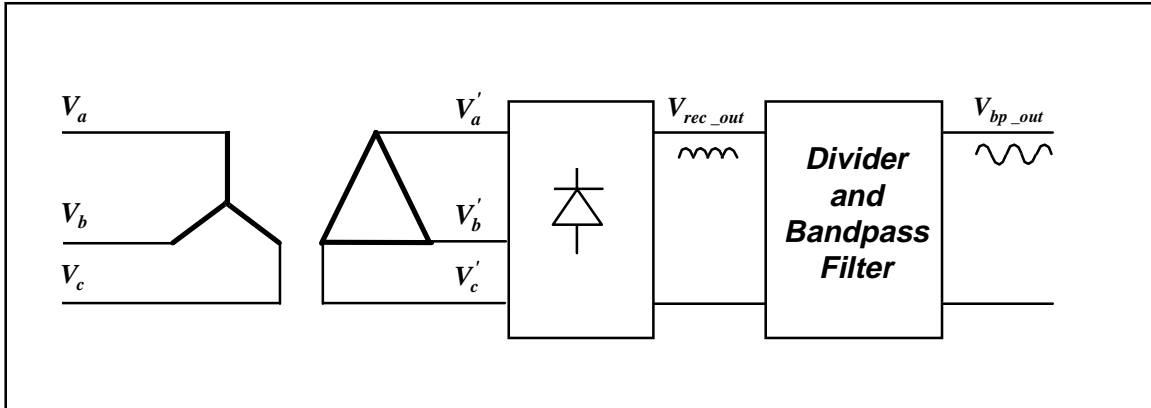 V_a
V_b
V_c
V_a'
V_b'
V_c'
V_rec_out
Divider
and
Bandpass
Filter
V_bp_out